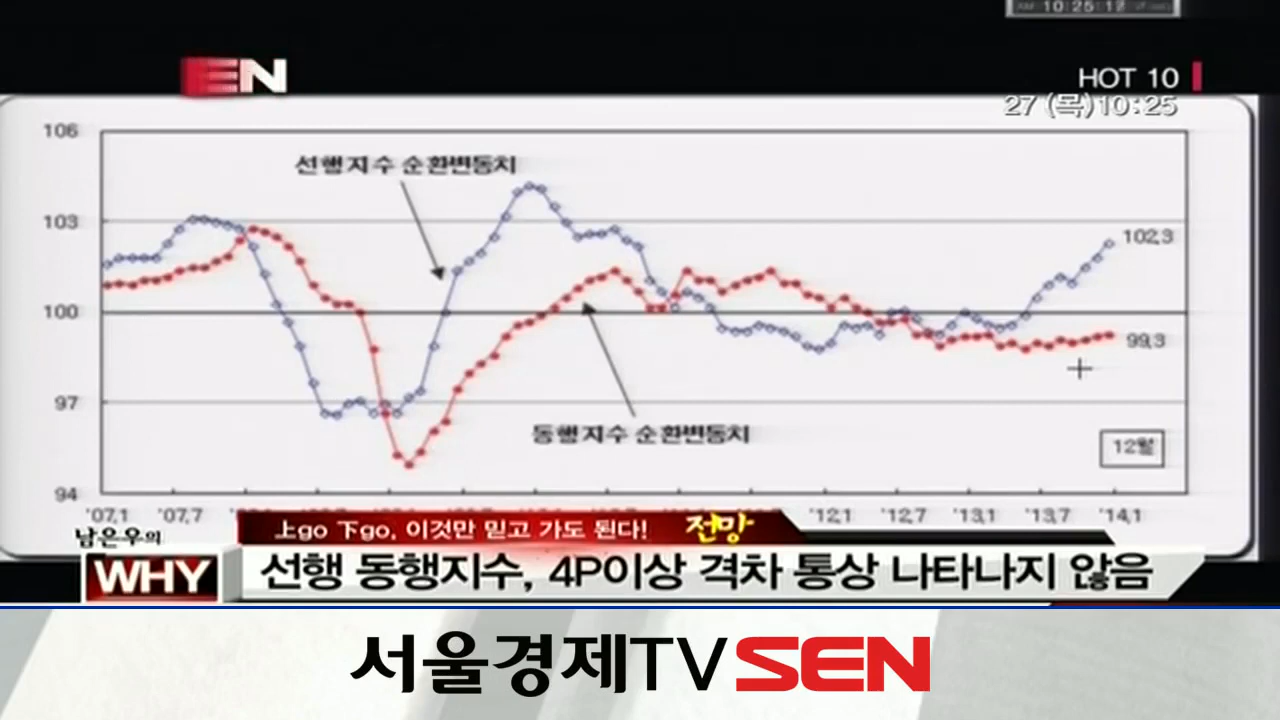 10:25:12
EN
HOT 10
27 (목)10:25
106
선행지수 순환변동치
103
102.3
100
99.3
97
동행지수 순환변동치
12월
94
'07.1 '07.7 '12.1 '12.7 '13.1 '13.7 '14.1
남은우의
WHY
上go 下go, 이것만 믿고 가도 된다! 전망
선행 동행지수, 4P이상 격차 통상 나타나지 않음
서울경제TV SEN